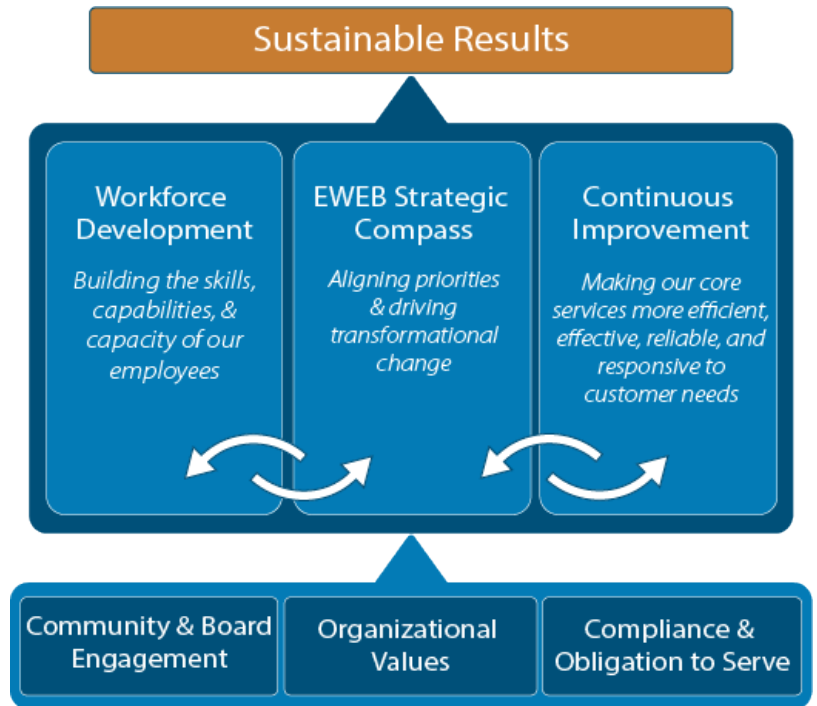 Sustainable Results
Workforce
Development
Building the skills,
capabilities, &
capacity of our
employees
EWEB Strategic
Compass
Aligning priorities
& driving
transformational
change
Continuous
Improvement
Making our core
services more efficient,
effective, reliable, and
responsive to
customer needs
Community & Board
Engagement
Organizational
Values
Compliance &
Obligation to Serve